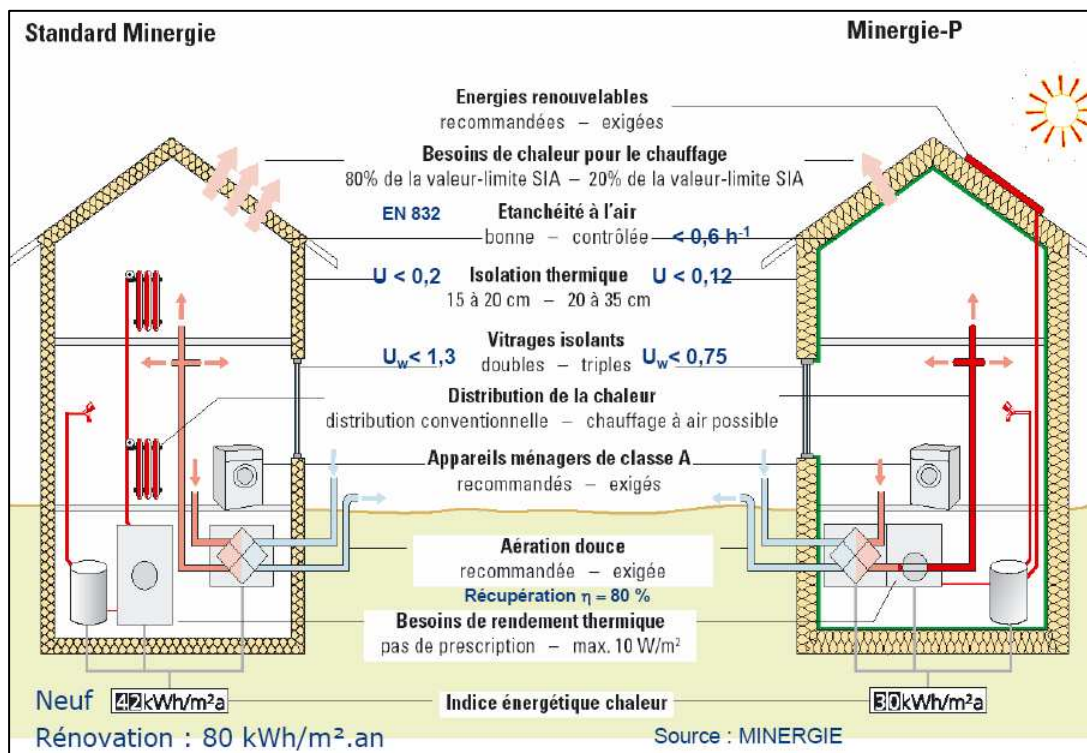 Standard Minergie
Minergie-P
Energies renouvelables
recommandées – exigées
Besoins de chaleur pour le chauffage
80% de la valeur-limite SIA – 20% de la valeur-limite SIA
EN 832
Etanchéité à l'air
bonne – contrôlée < 0,6 h-1
U < 0,2 Isolation thermique U < 0,12
15 à 20 cm – 20 à 35 cm
Vitrages isolants
Uw< 1,3 doubles – triples Uw< 0,75
Distribution de la chaleur
distribution conventionnelle – chauffage à air possible
Appareils ménagers de classe A
recommandés – exigés
Aération douce
recommandée – exigée
Récupération η = 80 %
Besoins de rendement thermique
pas de prescription – max. 10 W/m²
Neuf 42kWh/m²a Indice énergétique chaleur 30kWh/m²a
Rénovation : 80 kWh/m².an
Source : MINERGIE